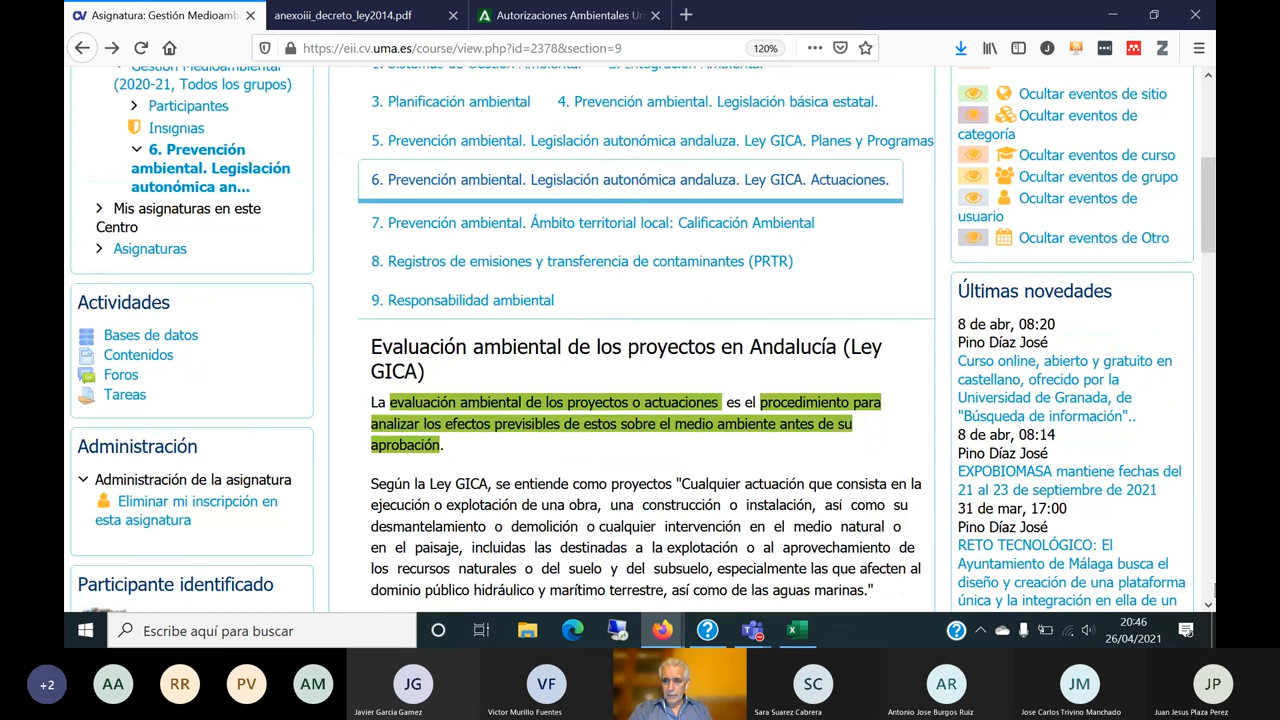 Asignatura: Gestión Medioamb
anexoiii_decreto_ley2014.pdf
Autorizaciones Ambientales Un
https://eii.cv.uma.es/course/view.php?id=2378&section=9
120%
Gestión Medioambiental
(2020-21, Todos los grupos)
Participantes
Insignias
6. Prevención
ambiental. Legislación
autonómica an...
Mis asignaturas en este
Centro
Asignaturas
Actividades
Bases de datos
Contenidos
Foros
Tareas
Administración
Administración de la asignatura
Eliminar mi inscripción en
esta asignatura
Participante identificado
1. Sistemas de Gestión Ambiental
2. Integración Ambiental
3. Planificación ambiental
4. Prevención ambiental. Legislación básica estatal.
5. Prevención ambiental. Legislación autonómica andaluza. Ley GICA. Planes y Programas
6. Prevención ambiental. Legislación autonómica andaluza. Ley GICA. Actuaciones.
7. Prevención ambiental. Ámbito territorial local: Calificación Ambiental
8. Registros de emisiones y transferencia de contaminantes (PRTR)
9. Responsabilidad ambiental
Evaluación ambiental de los proyectos en Andalucía (Ley
GICA)
La evaluación ambiental de los proyectos o actuaciones es el procedimiento para
analizar los efectos previsibles de estos sobre el medio ambiente antes de su
aprobación.
Según la Ley GICA, se entiende como proyectos "Cualquier actuación que consista en la
ejecución o explotación de una obra, una construcción o instalación, así como su
desmantelamiento o demolición o cualquier intervención en el medio natural o
en el paisaje, incluidas las destinadas a la explotación o al aprovechamiento de
los recursos naturales o del suelo y del subsuelo, especialmente las que afecten al
dominio público hidráulico y marítimo terrestre, así como de las aguas marinas."
Ocultar eventos de sitio
Ocultar eventos de
categoría
Ocultar eventos de curso
Ocultar eventos de grupo
Ocultar eventos de
usuario
Ocultar eventos de Otro
Últimas novedades
8 de abr, 08:20
Pino Díaz José
Curso online, abierto y gratuito en
castellano, ofrecido por la
Universidad de Granada, de
"Búsqueda de información"..
8 de abr, 08:14
Pino Díaz José
EXPOBIOMASA mantiene fechas del
21 al 23 de septiembre de 2021
31 de mar, 17:00
Pino Díaz José
RETO TECNOLÓGICO: El
Ayuntamiento de Málaga busca el
diseño y creación de una plataforma
única y la integración en ella de un
Escribe aquí para buscar
20:46
26/04/2021
+2
AA
RR
PV
AM
JG
VF
SC
AR
JM
JP
Javier Garcia Gamez
Victor Murillo Fuentes
Sara Suarez Cabrera
Antonio Jose Burgos Ruiz
Jose Carlos Trivino Manchado
Juan Jesus Plaza Perez